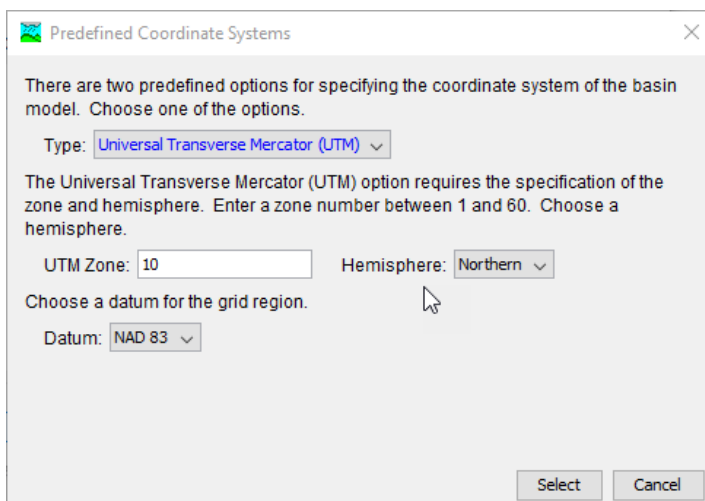 Predefined Coordinate Systems
There are two predefined options for specifying the coordinate system of the basin
model. Choose one of the options.
Type: Universal Transverse Mercator (UTM)
The Universal Transverse Mercator (UTM) option requires the specification of the
zone and hemisphere. Enter a zone number between 1 and 60. Choose a
hemisphere.
UTM Zone: 10 Hemisphere: Northern
Choose a datum for the grid region.
Datum: NAD 83
Select Cancel